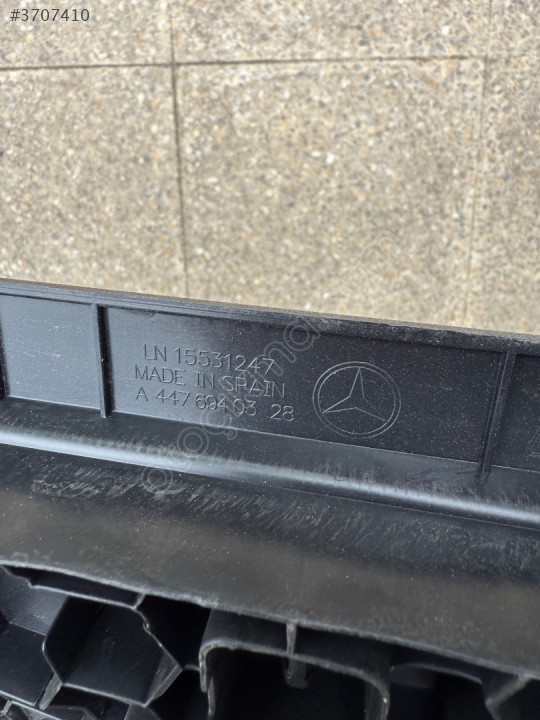 #3707410
LN 15531247
MADE IN SPAIN
A 447 694 03 28